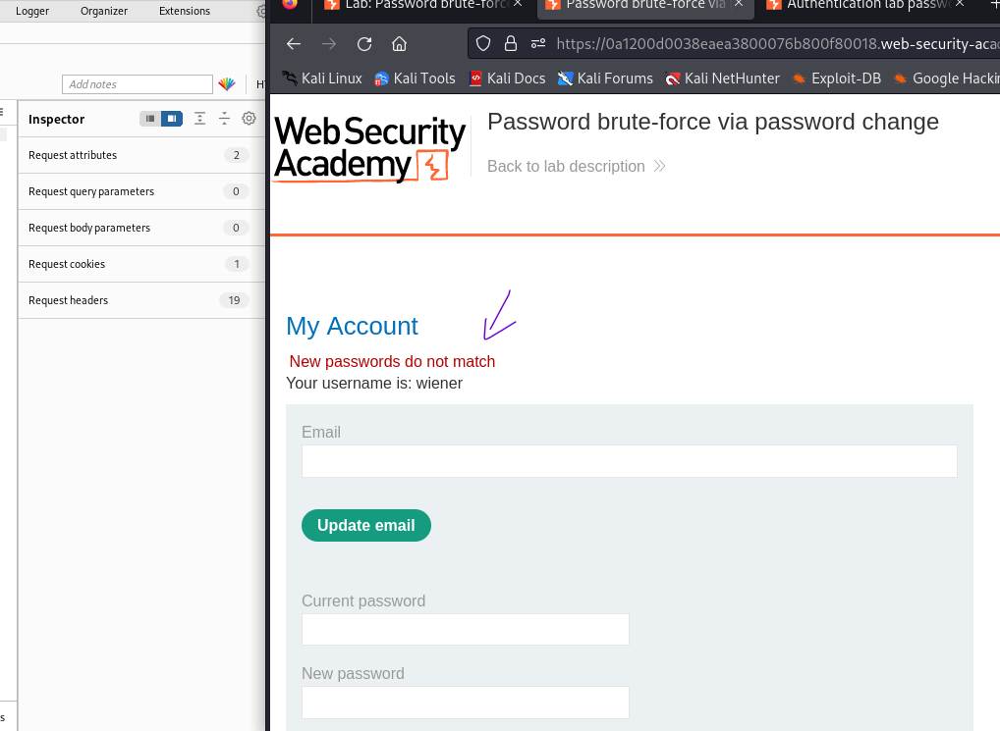 Logger Organizer Extensions
Lab: Password brute-forc
Password brute-force via
Authentication lab passw
https://0a1200d0038eaea3800076b800f80018.web-security-aca
Kali Linux Kali Tools Kali Docs Kali Forums Kali NetHunter Exploit-DB Google Hackin
Add notes
Inspector
Request attributes 2
Request query parameters 0
Request body parameters 0
Request cookies 1
Request headers 19
Web Security
Academy
Password brute-force via password change
Back to lab description
My Account
New passwords do not match
Your username is: wiener
Email
Update email
Current password
New password